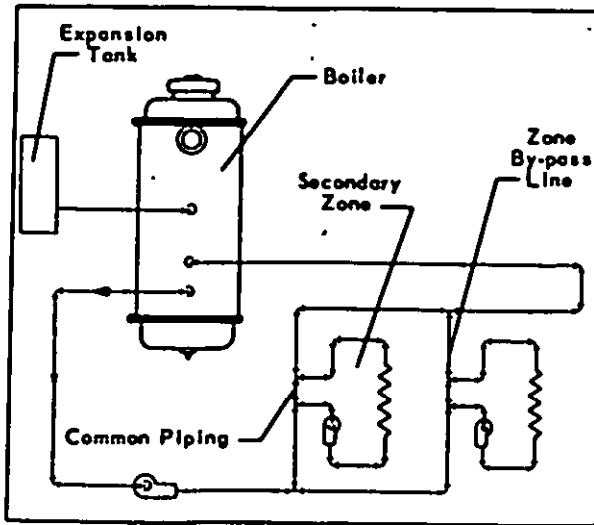 Expansion
Tank
Boiler
Zone
By-pass
Line
Secondary
Zone
Common Piping